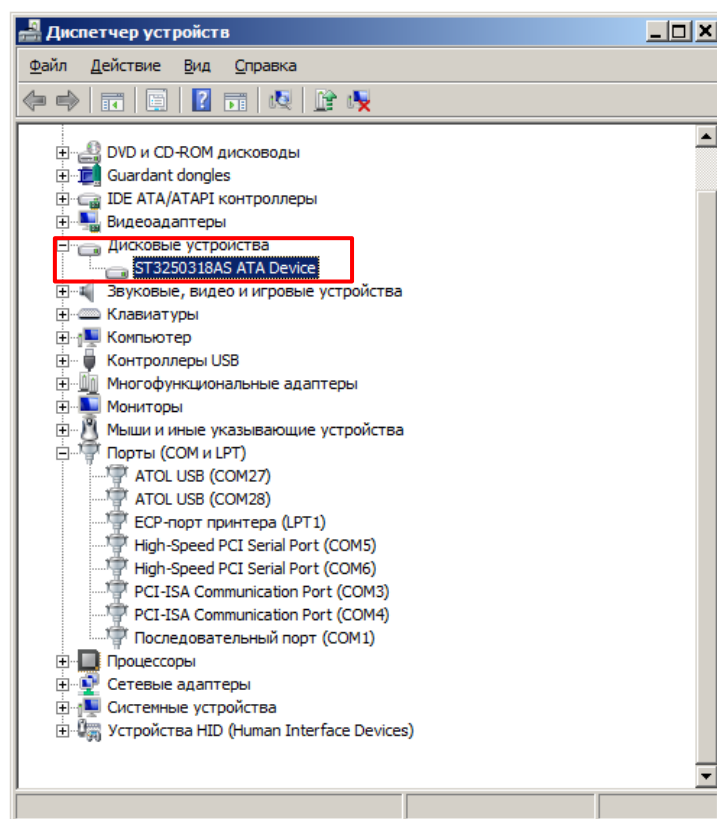 Диспетчер устройств
Файл Действие Вид Справка
DVD и CD-ROM дисководы
Guardant dongles
IDE ATA/ATAPI контроллеры
Видеоадаптеры
Дисковые устройства
ST3250318AS ATA Device
Звуковые, видео и игровые устройства
Клавиатуры
Компьютер
Контроллеры USB
Многофункциональные адаптеры
Мониторы
Мыши и иные указывающие устройства
Порты (COM и LPT)
ATOL USB (COM27)
ATOL USB (COM28)
ECP-порт принтера (LPT1)
High-Speed PCI Serial Port (COM5)
High-Speed PCI Serial Port (COM6)
PCI-ISA Communication Port (COM3)
PCI-ISA Communication Port (COM4)
Последовательный порт (COM1)
Процессоры
Сетевые адаптеры
Системные устройства
Устройства HID (Human Interface Devices)